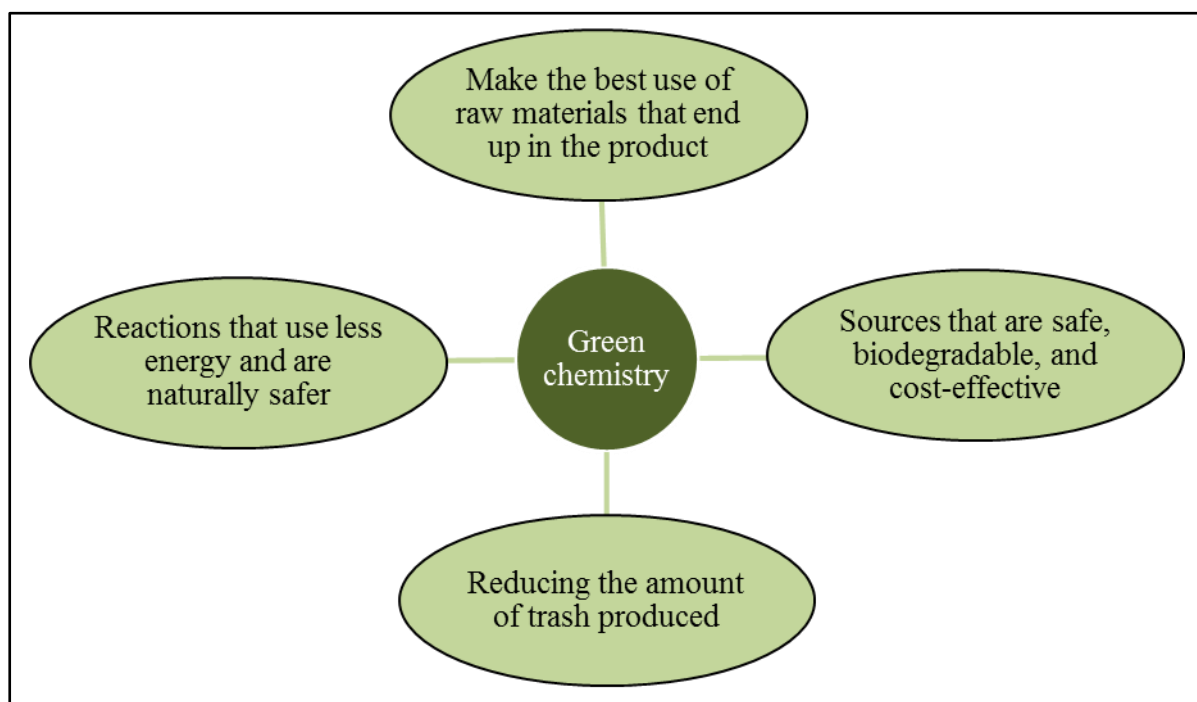 Make the best use of
raw materials that end
up in the product
Reactions that use less
energy and are
naturally safer
Green
chemistry
Sources that are safe,
biodegradable, and
cost-effective
Reducing the amount
of trash produced